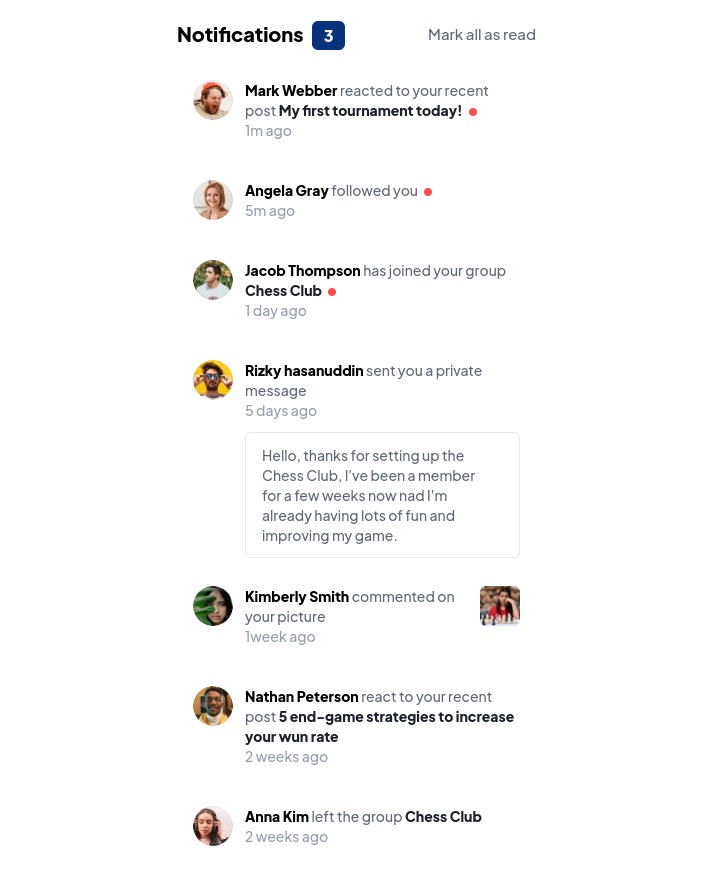 Notifications 3 Mark all as read
Mark Webber reacted to your recent
post My first tournament today!
1m ago
Angela Gray followed you
5m ago
Jacob Thompson has joined your group
Chess Club
1 day ago
Rizky hasanuddin sent you a private
message
5 days ago
Hello, thanks for setting up the
Chess Club, I've been a member
for a few weeks now nad I'm
already having lots of fun and
improving my game.
Kimberly Smith commented on
your picture
1week ago
Nathan Peterson react to your recent
post 5 end-game strategies to increase
your wun rate
2 weeks ago
Anna Kim left the group Chess Club
2 weeks ago